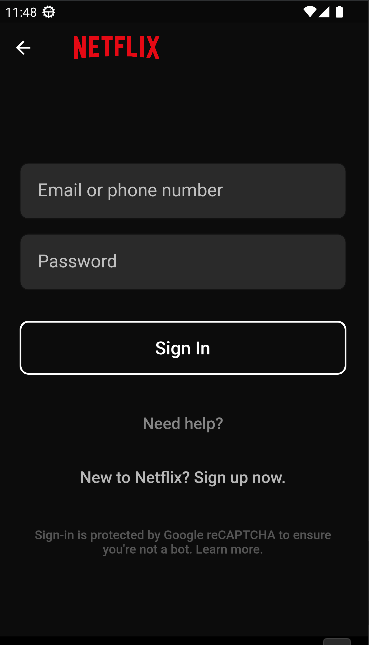 11:48
NETFLIX
Email or phone number
Password
Sign In
Need help?
New to Netflix? Sign up now.
Sign-in is protected by Google reCAPTCHA to ensure
you're not a bot. Learn more.